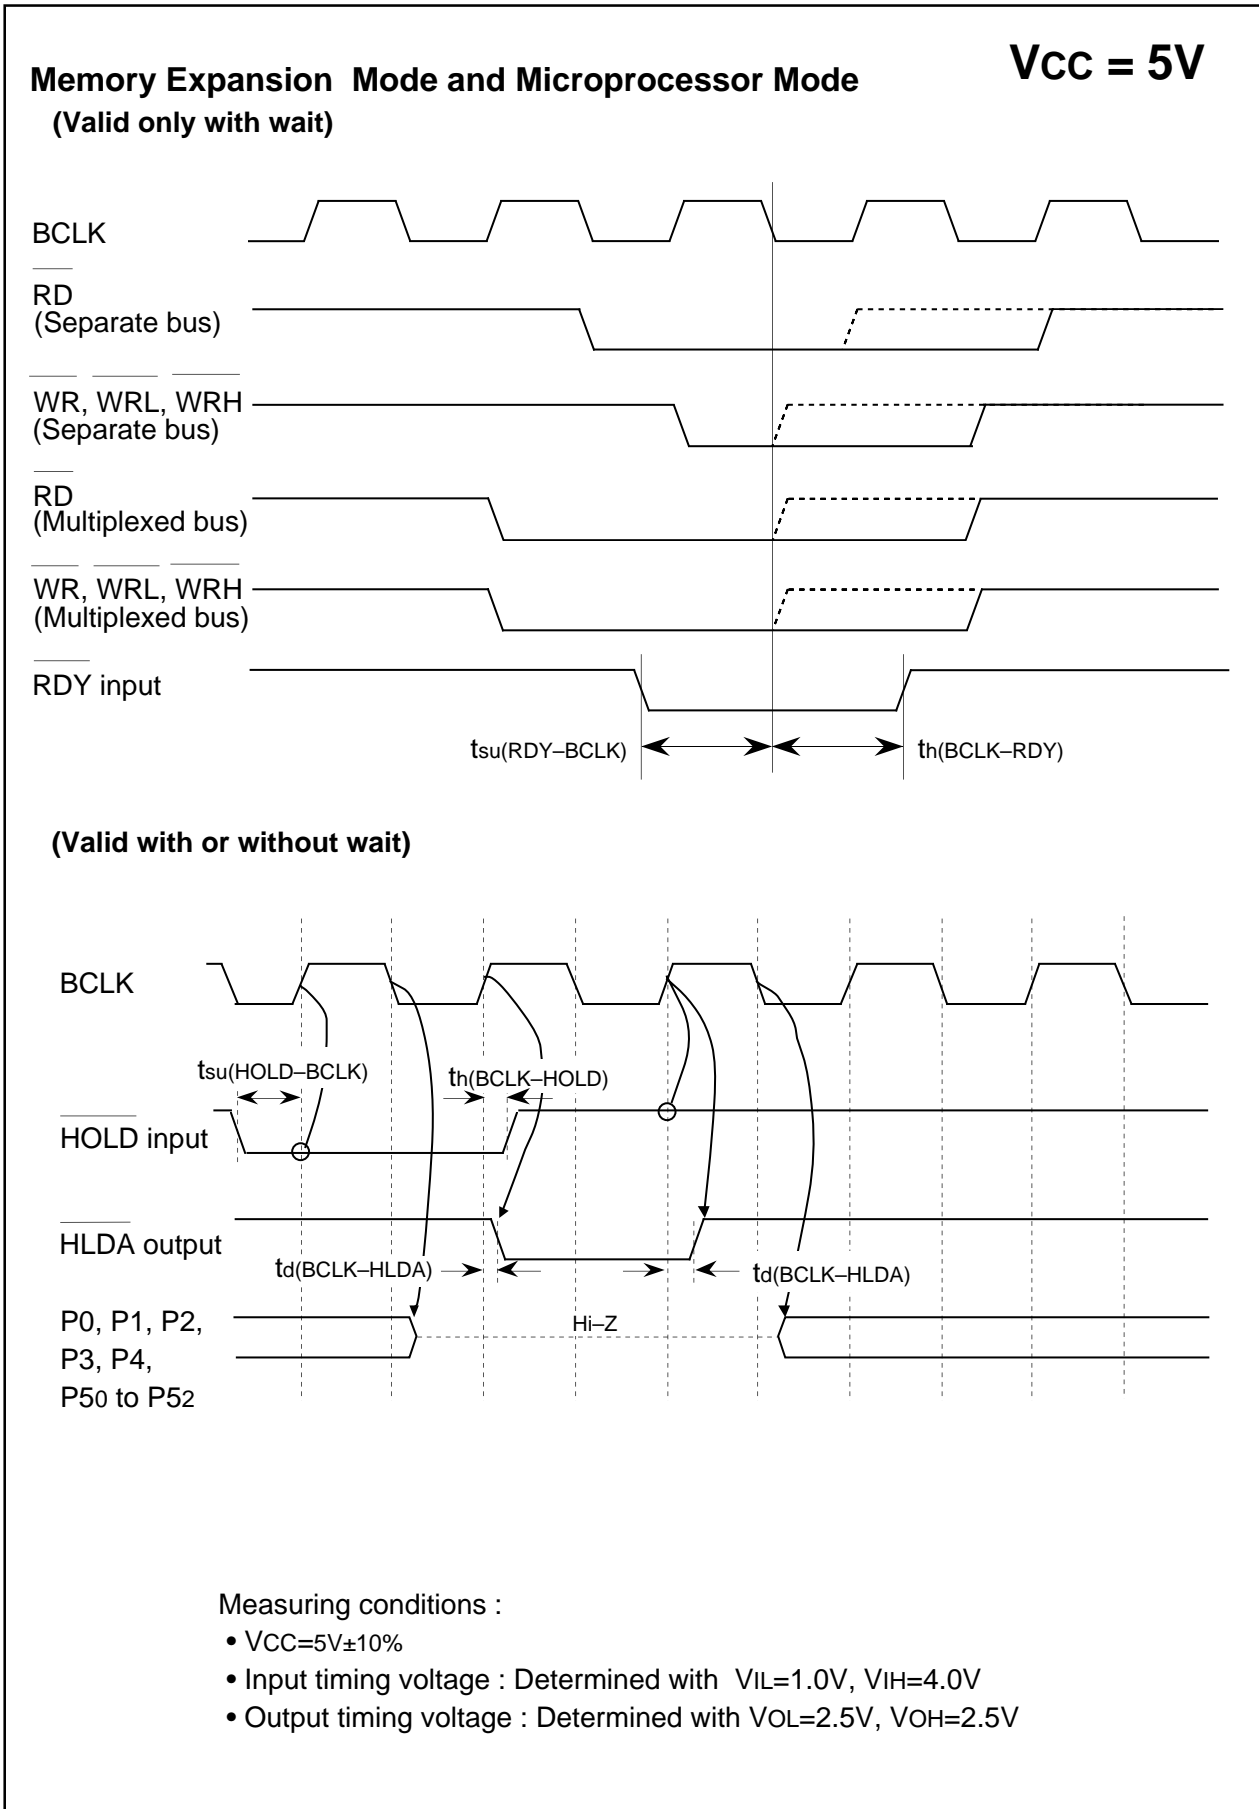 VCC = 5V
Memory Expansion Mode and Microprocessor Mode
(Valid only with wait)
BCLK
RD
(Separate bus)
WR, WRL, WRH
(Separate bus)
RD
(Multiplexed bus)
WR, WRL, WRH
(Multiplexed bus)
RDY input
tsu(RDY–BCLK)
th(BCLK–RDY)
(Valid with or without wait)
BCLK
tsu(HOLD–BCLK)
th(BCLK–HOLD)
HOLD input
HLDA output
td(BCLK–HLDA)
td(BCLK–HLDA)
P0, P1, P2,
P3, P4,
P50 to P52
Hi–Z
Measuring conditions :
• VCC=5V±10%
• Input timing voltage : Determined with VIL=1.0V, VIH=4.0V
• Output timing voltage : Determined with VOL=2.5V, VOH=2.5V